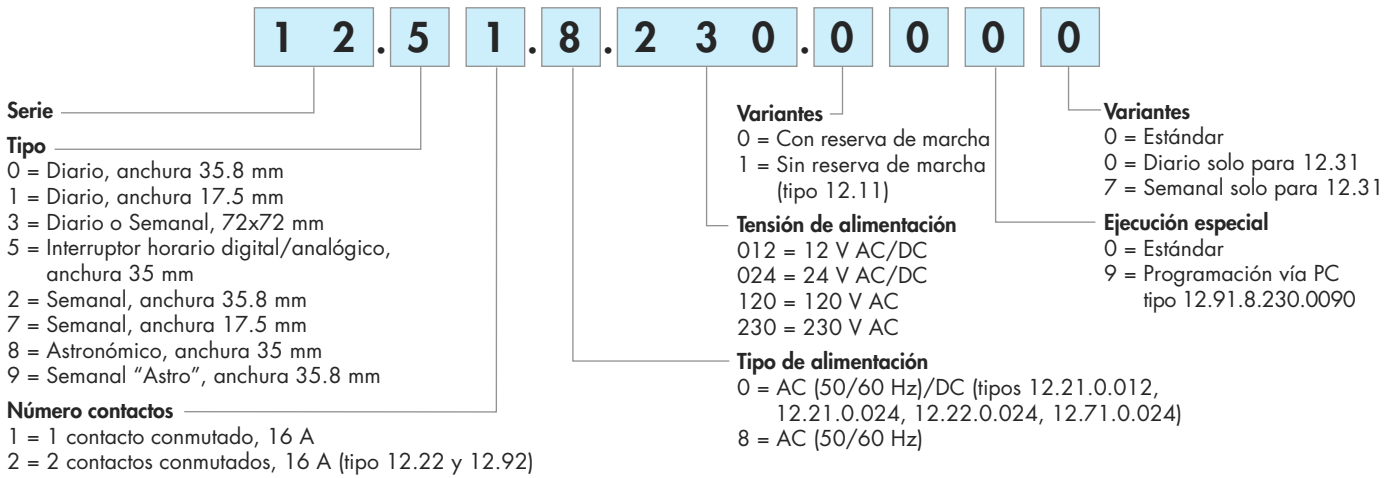 1 2.5 1.8.2 3 0.0 0 0 0
Serie
Tipo
0 = Diario, anchura 35.8 mm
1 = Diario, anchura 17.5 mm
3 = Diario o Semanal, 72x72 mm
5 = Interruptor horario digital/analógico,
anchura 35 mm
2 = Semanal, anchura 35.8 mm
7 = Semanal, anchura 17.5 mm
8 = Astronómico, anchura 35 mm
9 = Semanal “Astro”, anchura 35.8 mm
Número contactos
1 = 1 contacto conmutado, 16 A
2 = 2 contactos conmutados, 16 A (tipo 12.22 y 12.92)
Variantes
0 = Con reserva de marcha
1 = Sin reserva de marcha
(tipo 12.11)
Tensión de alimentación
012 = 12 V AC/DC
024 = 24 V AC/DC
120 = 120 V AC
230 = 230 V AC
Tipo de alimentación
0 = AC (50/60 Hz)/DC (tipos 12.21.0.012,
12.21.0.024, 12.22.0.024, 12.71.0.024)
8 = AC (50/60 Hz)
Variantes
0 = Estándar
0 = Diario solo para 12.31
7 = Semanal solo para 12.31
Ejecución especial
0 = Estándar
9 = Programación vía PC
tipo 12.91.8.230.0090